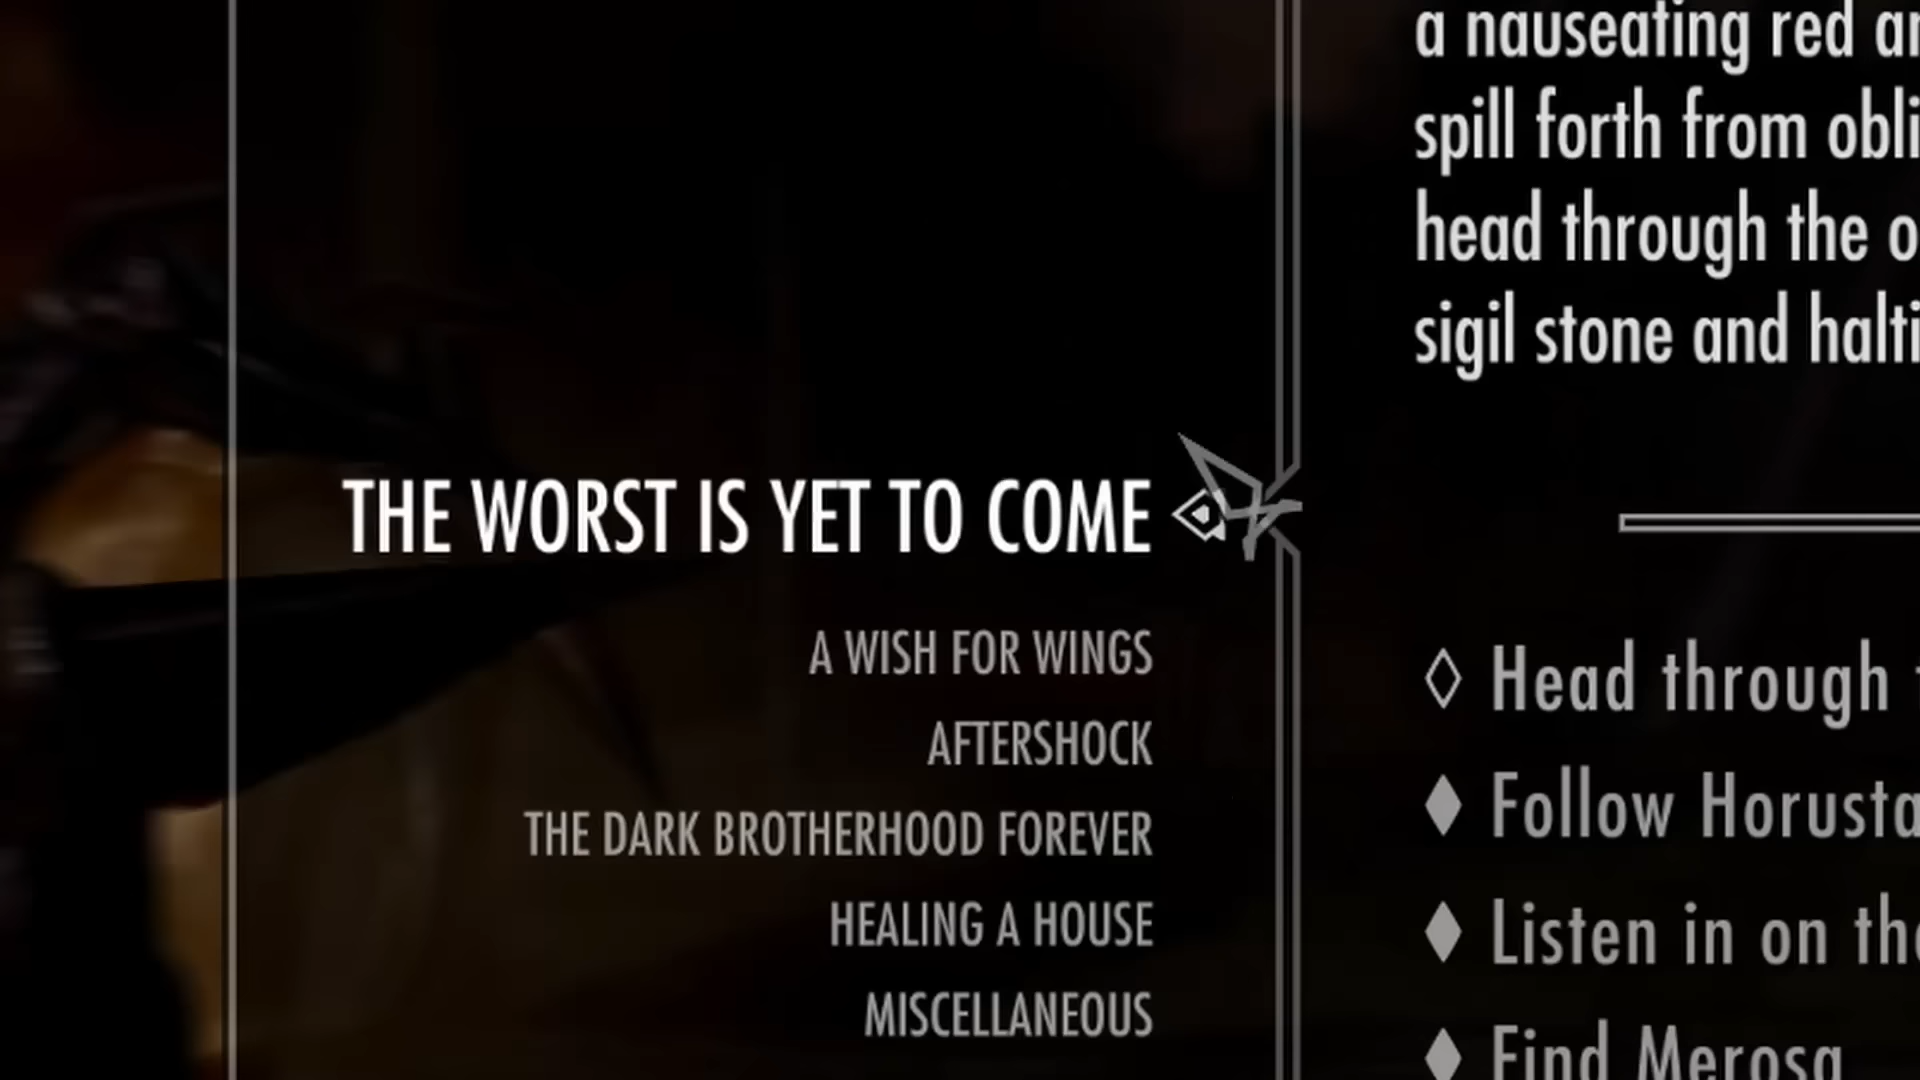 THE WORST IS YET TO COME
A WISH FOR WINGS
AFTERSHOCK
THE DARK BROTHERHOOD FOREVER
HEALING A HOUSE
MISCELLANEOUS
a nauseating red
spill forth from
head through the
sigil stone and
Head through
Follow
Listen in on
Find Merosa